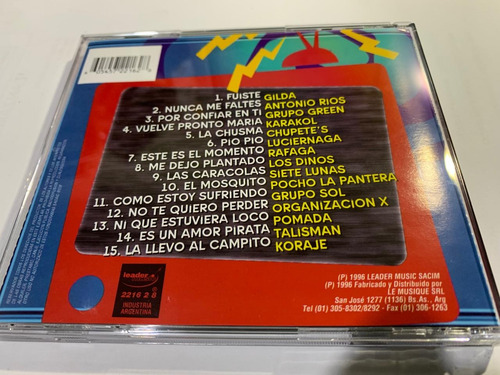 1. FUISTE GILDA
2. NUNCA ME FALTES ANTONIO RIOS
3. POR CONFIAR EN TI GRUPO GREEN
4. VUELVE PRONTO MARIA KARAKOL
5. LA CHUSMA CHUPETE'S
6. PIO PIO LUCIERNAGA
7. ESTE ES EL MOMENTO RAFAGA
8. ME DEJO PLANTADO LOS DINOS
9. LAS CARACOLAS SIETE LUNAS
10. EL MOSQUITO POCHO LA PANTERA
11. COMO ESTOY SUFRIENDO GRUPO SOL
12. NO TE QUIERO PERDER ORGANIZACION X
13. NI QUE ESTUVIERA LOCO POMADA
14. ES UN AMOR PIRATA TALISMAN
15. LA LLEVO AL CAMPITO KORAJE
leader
INDUSTRIA
ARGENTINA
(P) 1996 LEADER MUSIC SACIM
(P) 1996 Fabricado y Distribuido por
LE MUSIQUE SRL
San José 1277 (1136) Bs.As., Arg
Tel (01) 305-8302/8292 - Fax (01) 306-1263